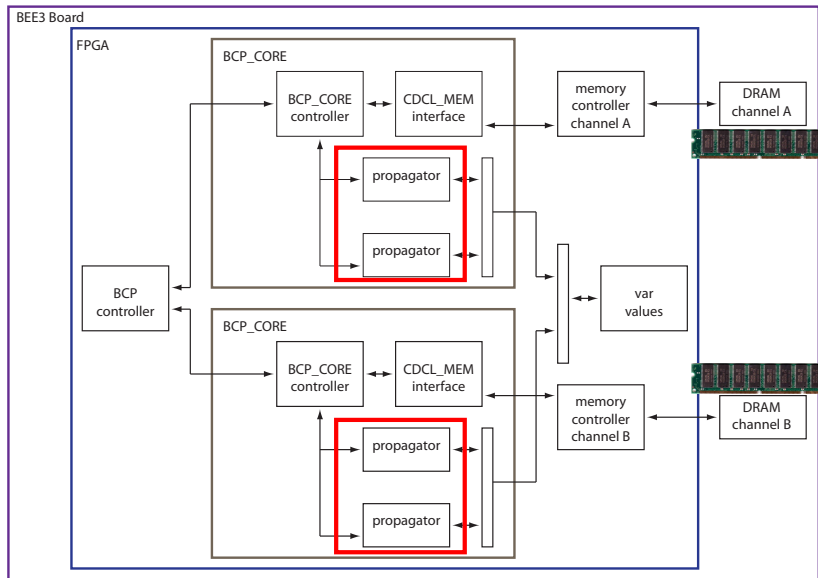 BEE3 Board
FPGA
BCP_CORE
BCP_CORE
controller
CDCL_MEM
interface
memory
controller
channel A
DRAM
channel A
propagator
propagator
BCP
controller
var
values
BCP_CORE
BCP_CORE
controller
CDCL_MEM
interface
memory
controller
channel B
DRAM
channel B
propagator
propagator